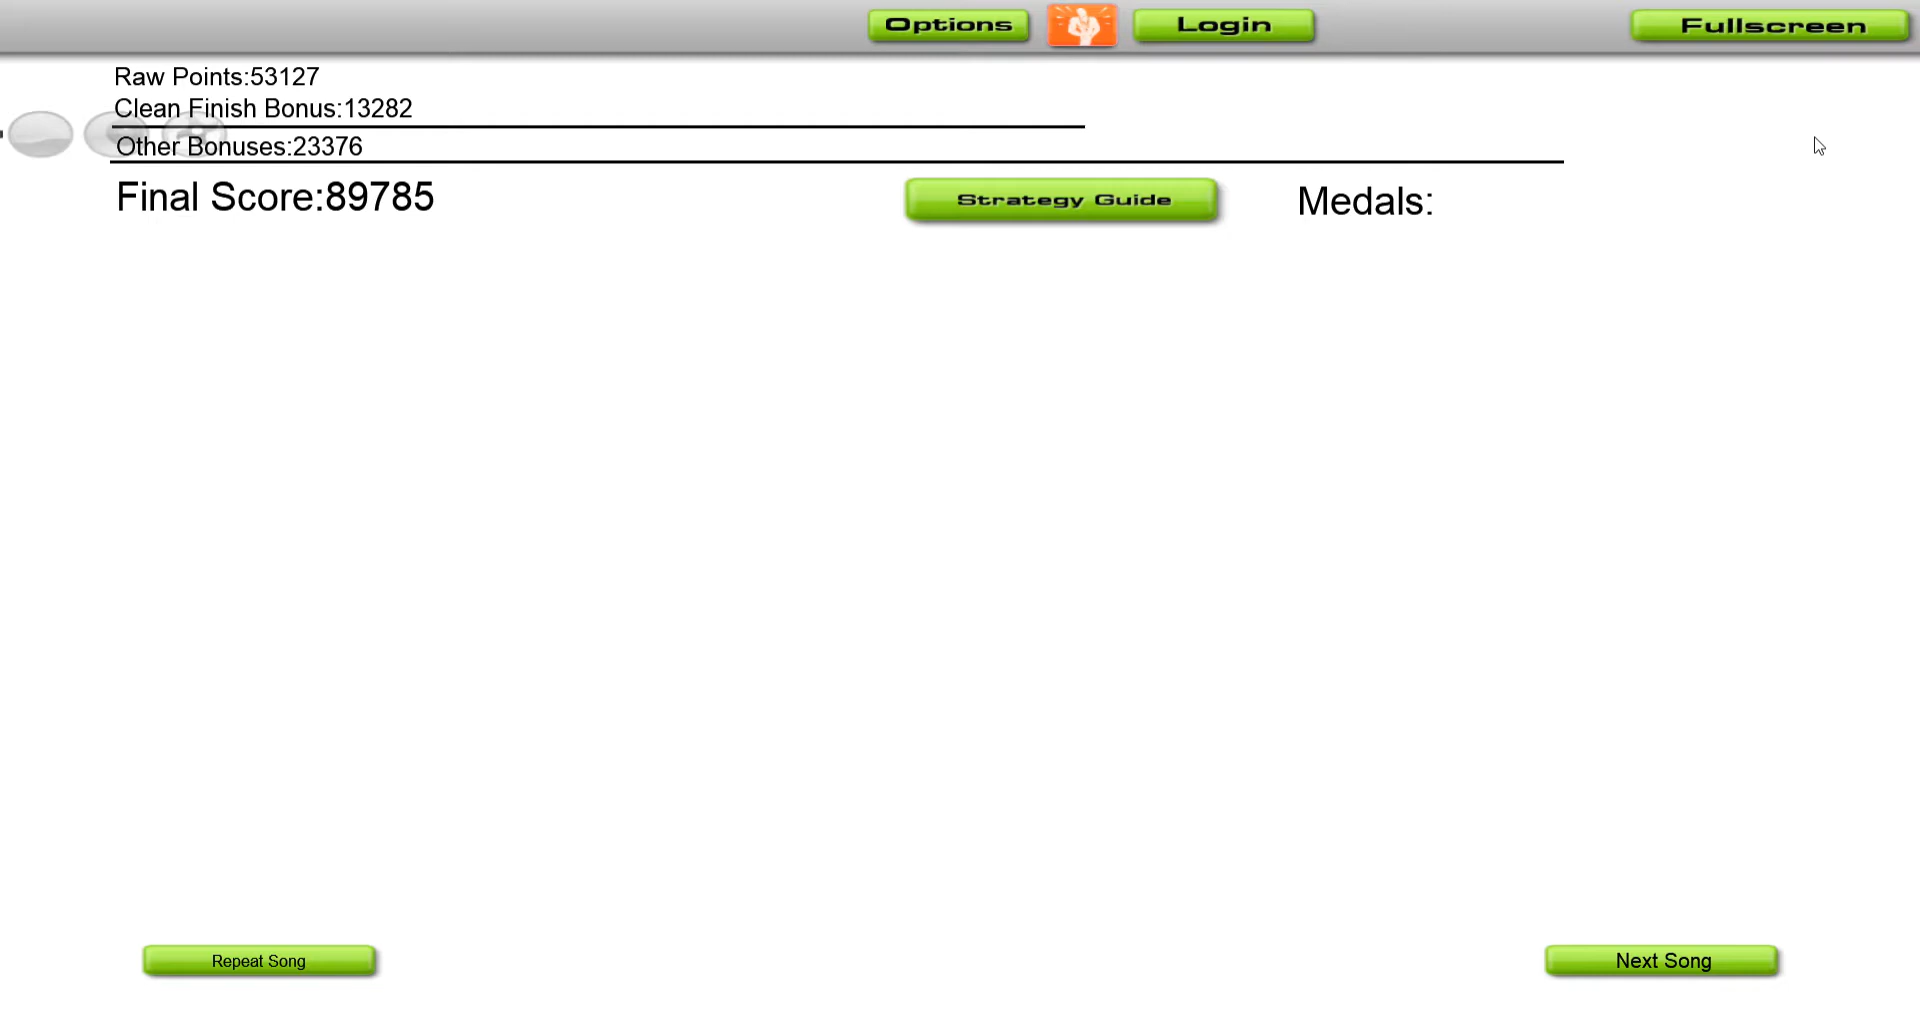 Options Login Fullscreen
Raw Points:53127
Clean Finish Bonus:13282
Other Bonuses:23376
Final Score:89785 Strategy Guide Medals:
Repeat Song Next Song